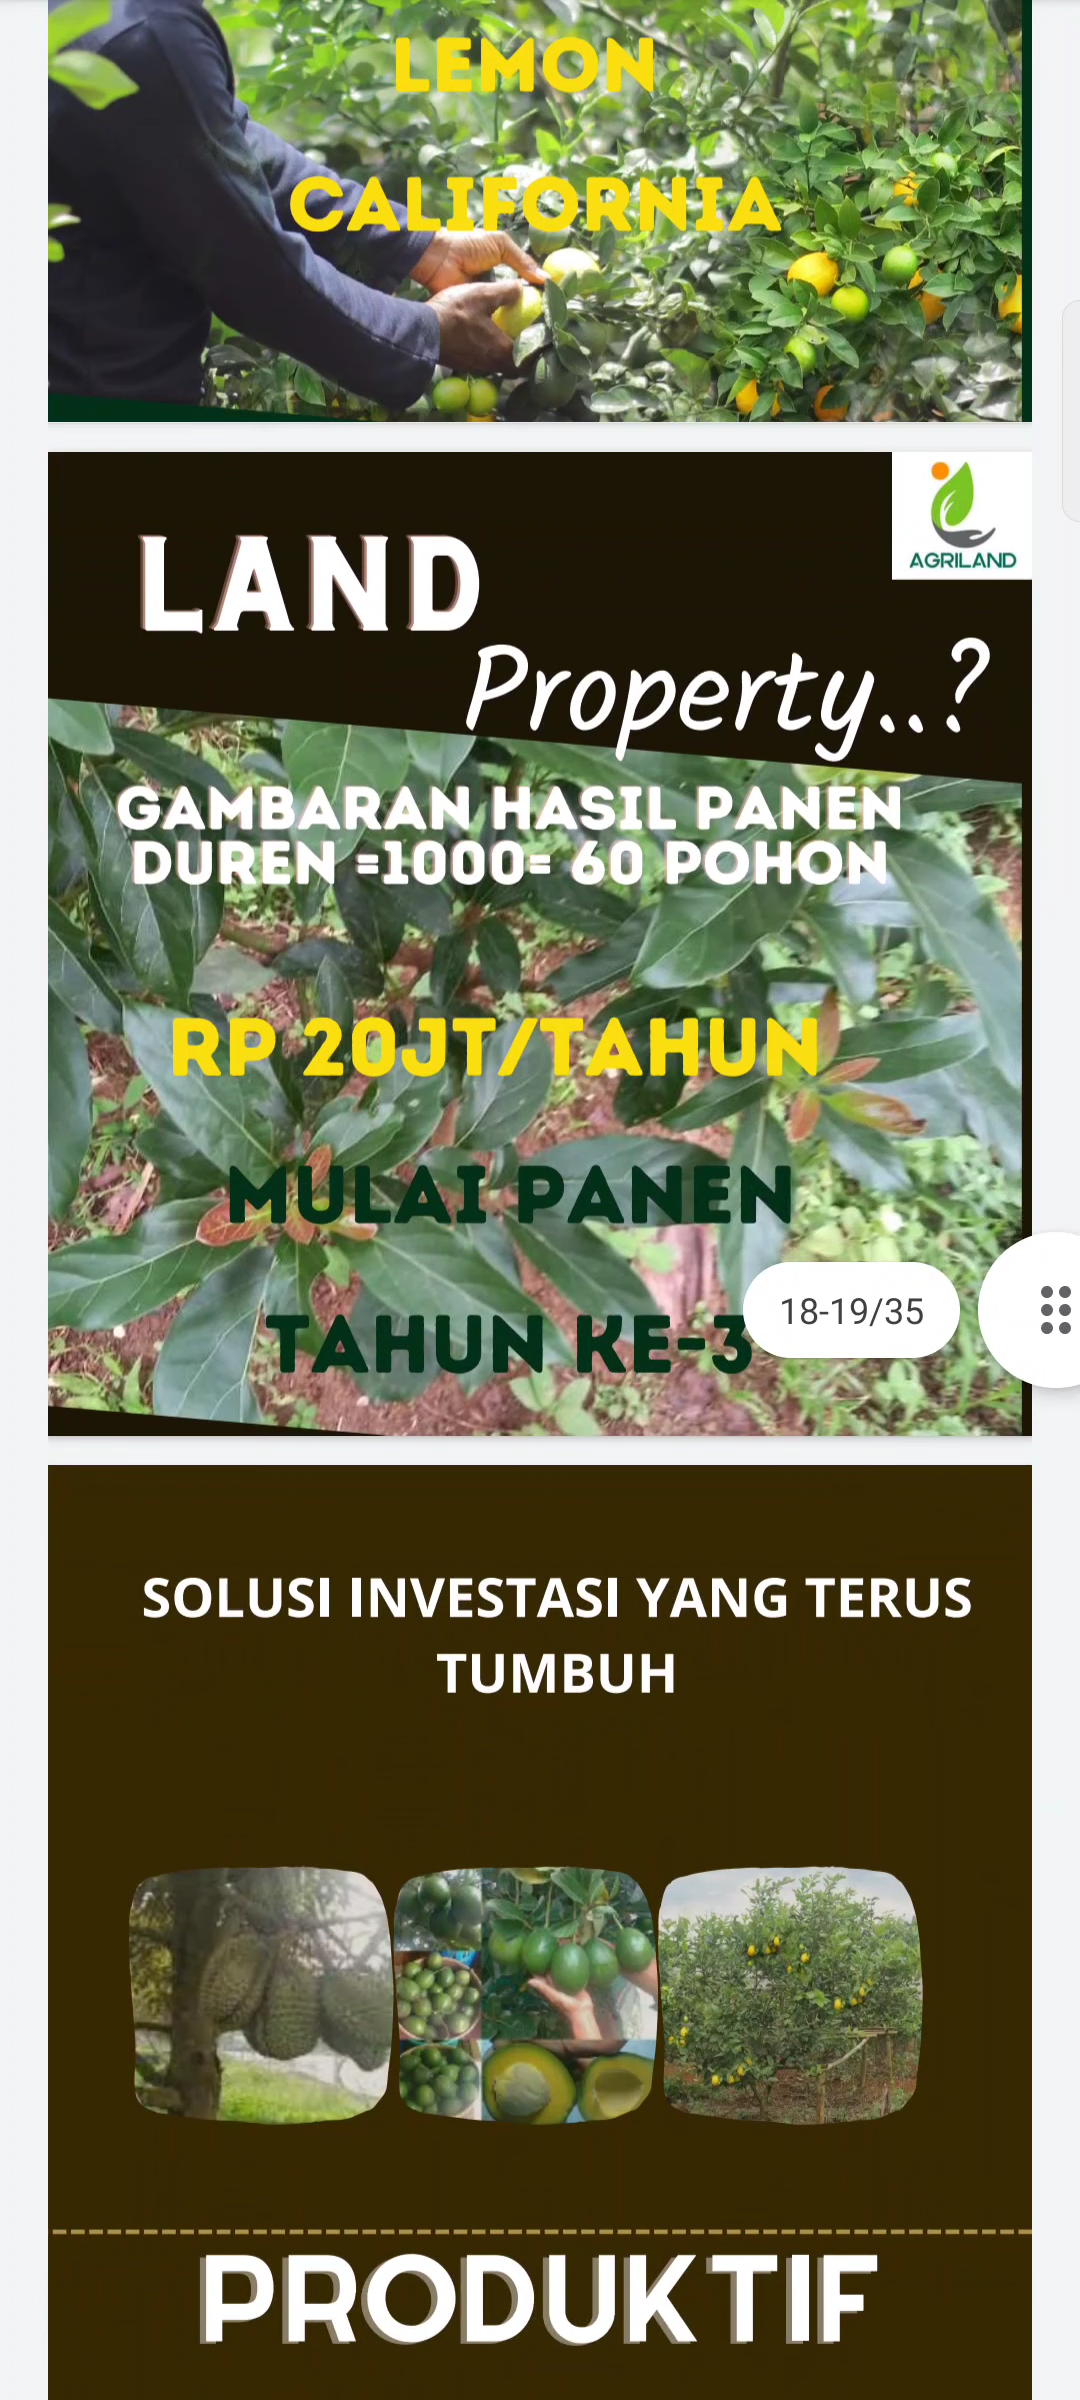 LEMON
CALIFORNIA
AGRILAND
LAND
Property..?
GAMBARAN HASIL PANEN
DUREN =1000= 60 POHON
RP 20JT/TAHUN
MULAI PANEN
TAHUN KE-3
18-19/35
SOLUSI INVESTASI YANG TERUS
TUMBUH
PRODUKTIF